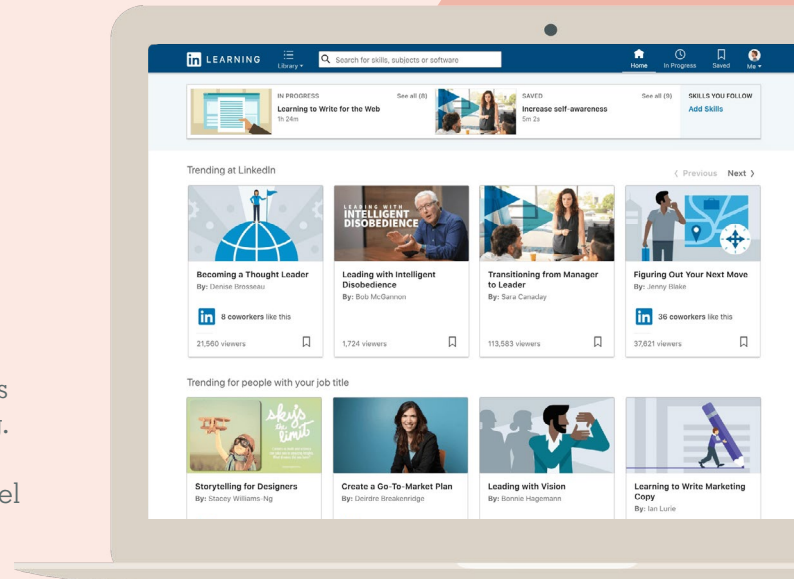 in LEARNING
Library
Search for skills, subjects or software
Home
In Progress
Saved
Me
IN PROGRESS
See all (8)
Learning to Write for the Web
1h 24m
SAVED
See all (9)
Increase self-awareness
5m 2s
SKILLS YOU FOLLOW
Add Skills
Trending at LinkedIn
Previous Next
LEADING WITH
INTELLIGENT
DISOBEDIENCE
Becoming a Thought Leader
By: Denise Brosseau
in 8 coworkers like this
21,560 viewers
Leading with Intelligent
Disobedience
By: Bob McGannon
1,724 viewers
Transitioning from Manager
to Leader
By: Sara Canaday
113,583 viewers
Figuring Out Your Next Move
By: Jenny Blake
in 36 coworkers like this
37,621 viewers
Trending for people with your job title
sky's
the
limit
Storytelling for Designers
By: Stacey Williams-Ng
Create a Go-To-Market Plan
By: Deirdre Breakenridge
Leading with Vision
By: Bonnie Hagemann
Learning to Write Marketing
Copy
By: Ian Lurie